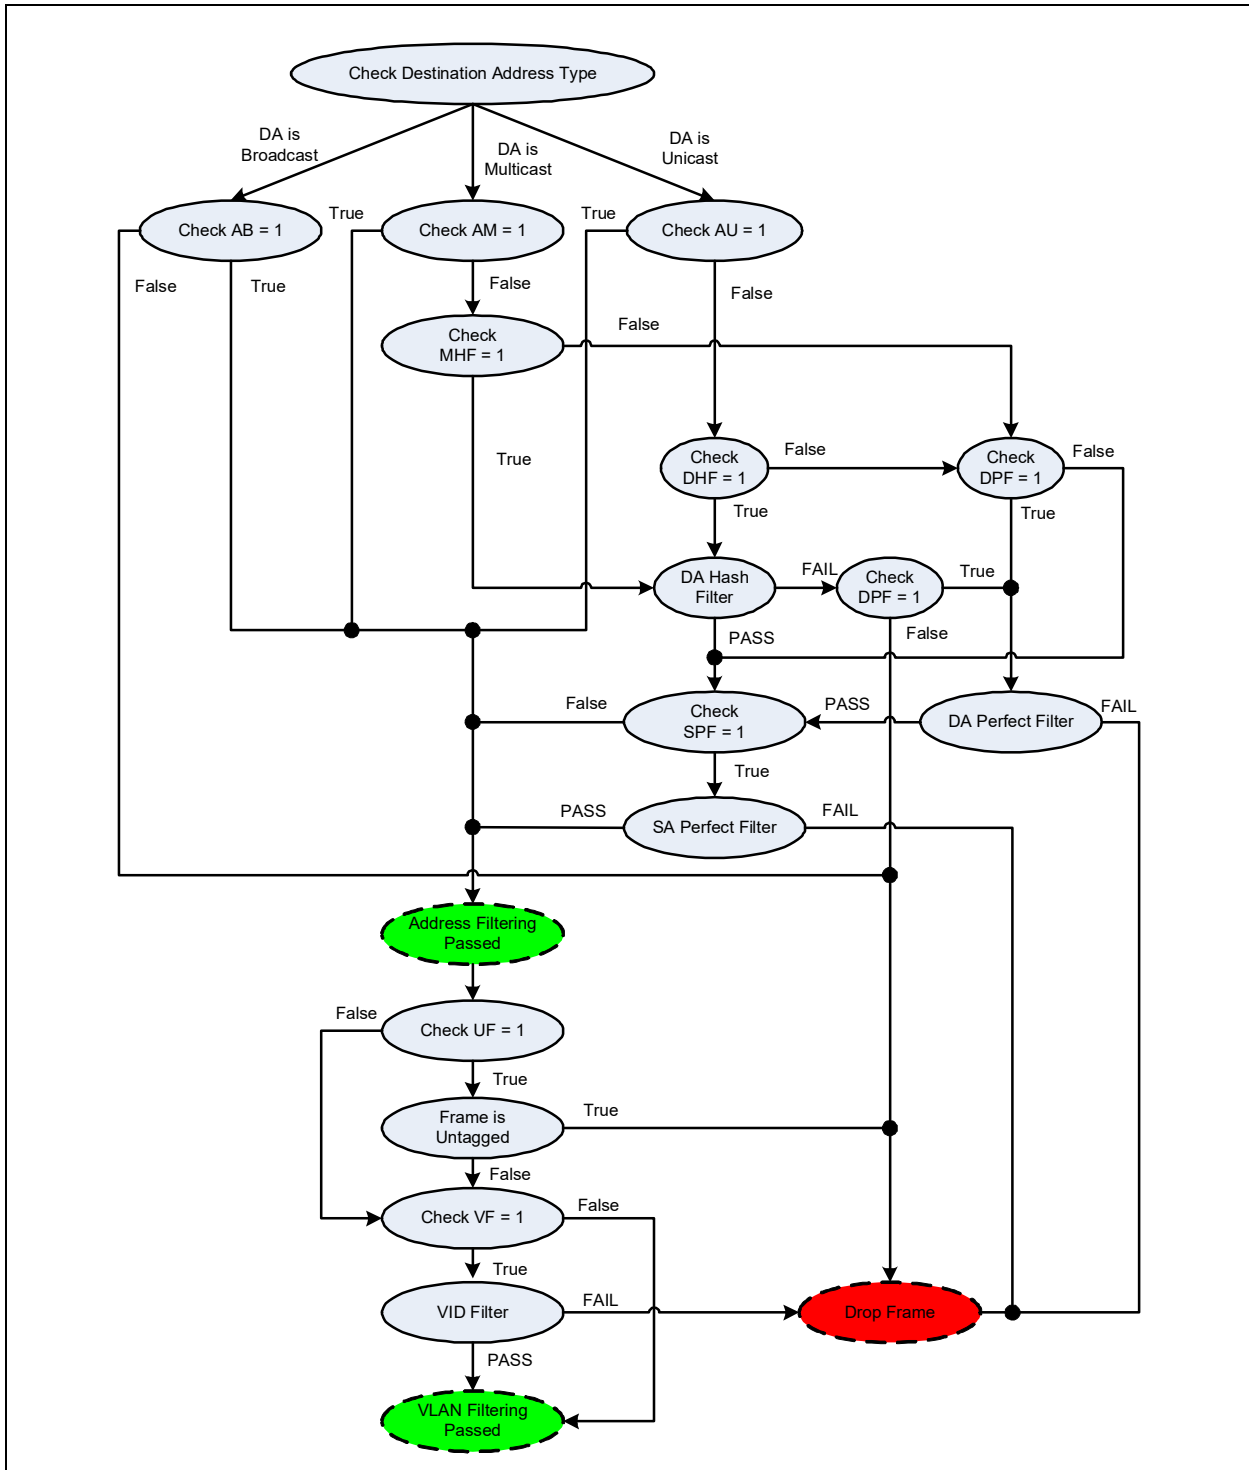 Check Destination Address Type
DA is
Broadcast
DA is
Multicast
DA is
Unicast
Check AB = 1
True
Check AM = 1
True
Check AU = 1
False
True
False
False
Check
MHF = 1
False
True
Check
DHF = 1
False
Check
DPF = 1
False
True
True
DA Hash
Filter
FAIL
Check
DPF = 1
True
PASS
False
False
Check
SPF = 1
PASS
DA Perfect Filter
FAIL
True
PASS
SA Perfect Filter
FAIL
Address Filtering
Passed
False
Check UF = 1
True
Frame is
Untagged
True
False
Check VF = 1
False
True
VID Filter
FAIL
Drop Frame
PASS
VLAN Filtering
Passed